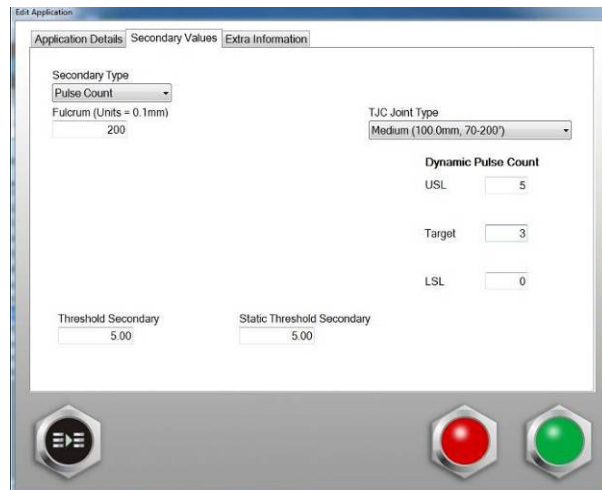 Edit Application
Application Details Secondary Values Extra Information
Secondary Type
Pulse Count
Fulcrum (Units = 0.1mm)
200
TJC Joint Type
Medium (100.0mm, 70-200°)
Dynamic Pulse Count
USL 5
Target 3
LSL 0
Threshold Secondary Static Threshold Secondary
5.00 5.00